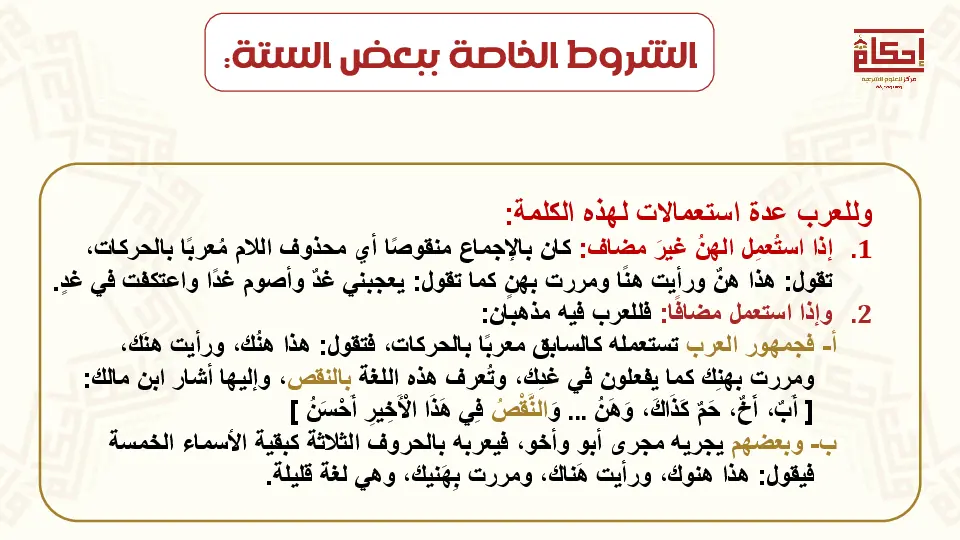 الشروط الخاصة ببعض الستة:
إحكام
مركز للعلوم الشرعية
وللعرب عدة استعمالات لهذه الكلمة:
1. إذا استُعمِل الهنُ غيرَ مضاف: كان بالإجماع منقوصًا أي محذوف اللام مُعربًا بالحركات،
تقول: هذا هنٌ ورأيت هنًا ومررت بهنٍ كما تقول: يعجبني غدٌ وأصوم غدًا واعتكفت في غدٍ.
2. وإذا استعمل مضافًا: فللعرب فيه مذهبان:
أ- فجمهور العرب تستعمله كالسابق معربًا بالحركات، فتقول: هذا هنُك، ورأيت هنَك،
ومررت بهنِك كما يفعلون في غدِك، وتُعرف هذه اللغة بالنقص، وإليها أشار ابن مالك:
[ أَبٌ، أَخٌ، حَمٌ كَذَاكَ، وَهَنُ ... وَالنَّقْصُ فِي هَذَا الْأَخِيرِ أَحْسَنُ ]
ب- وبعضهم يجريه مجرى أبو وأخو، فيعربه بالحروف الثلاثة كبقية الأسماء الخمسة
فيقول: هذا هنوك، ورأيت هَناك، ومررت بِهَنيك، وهي لغة قليلة.